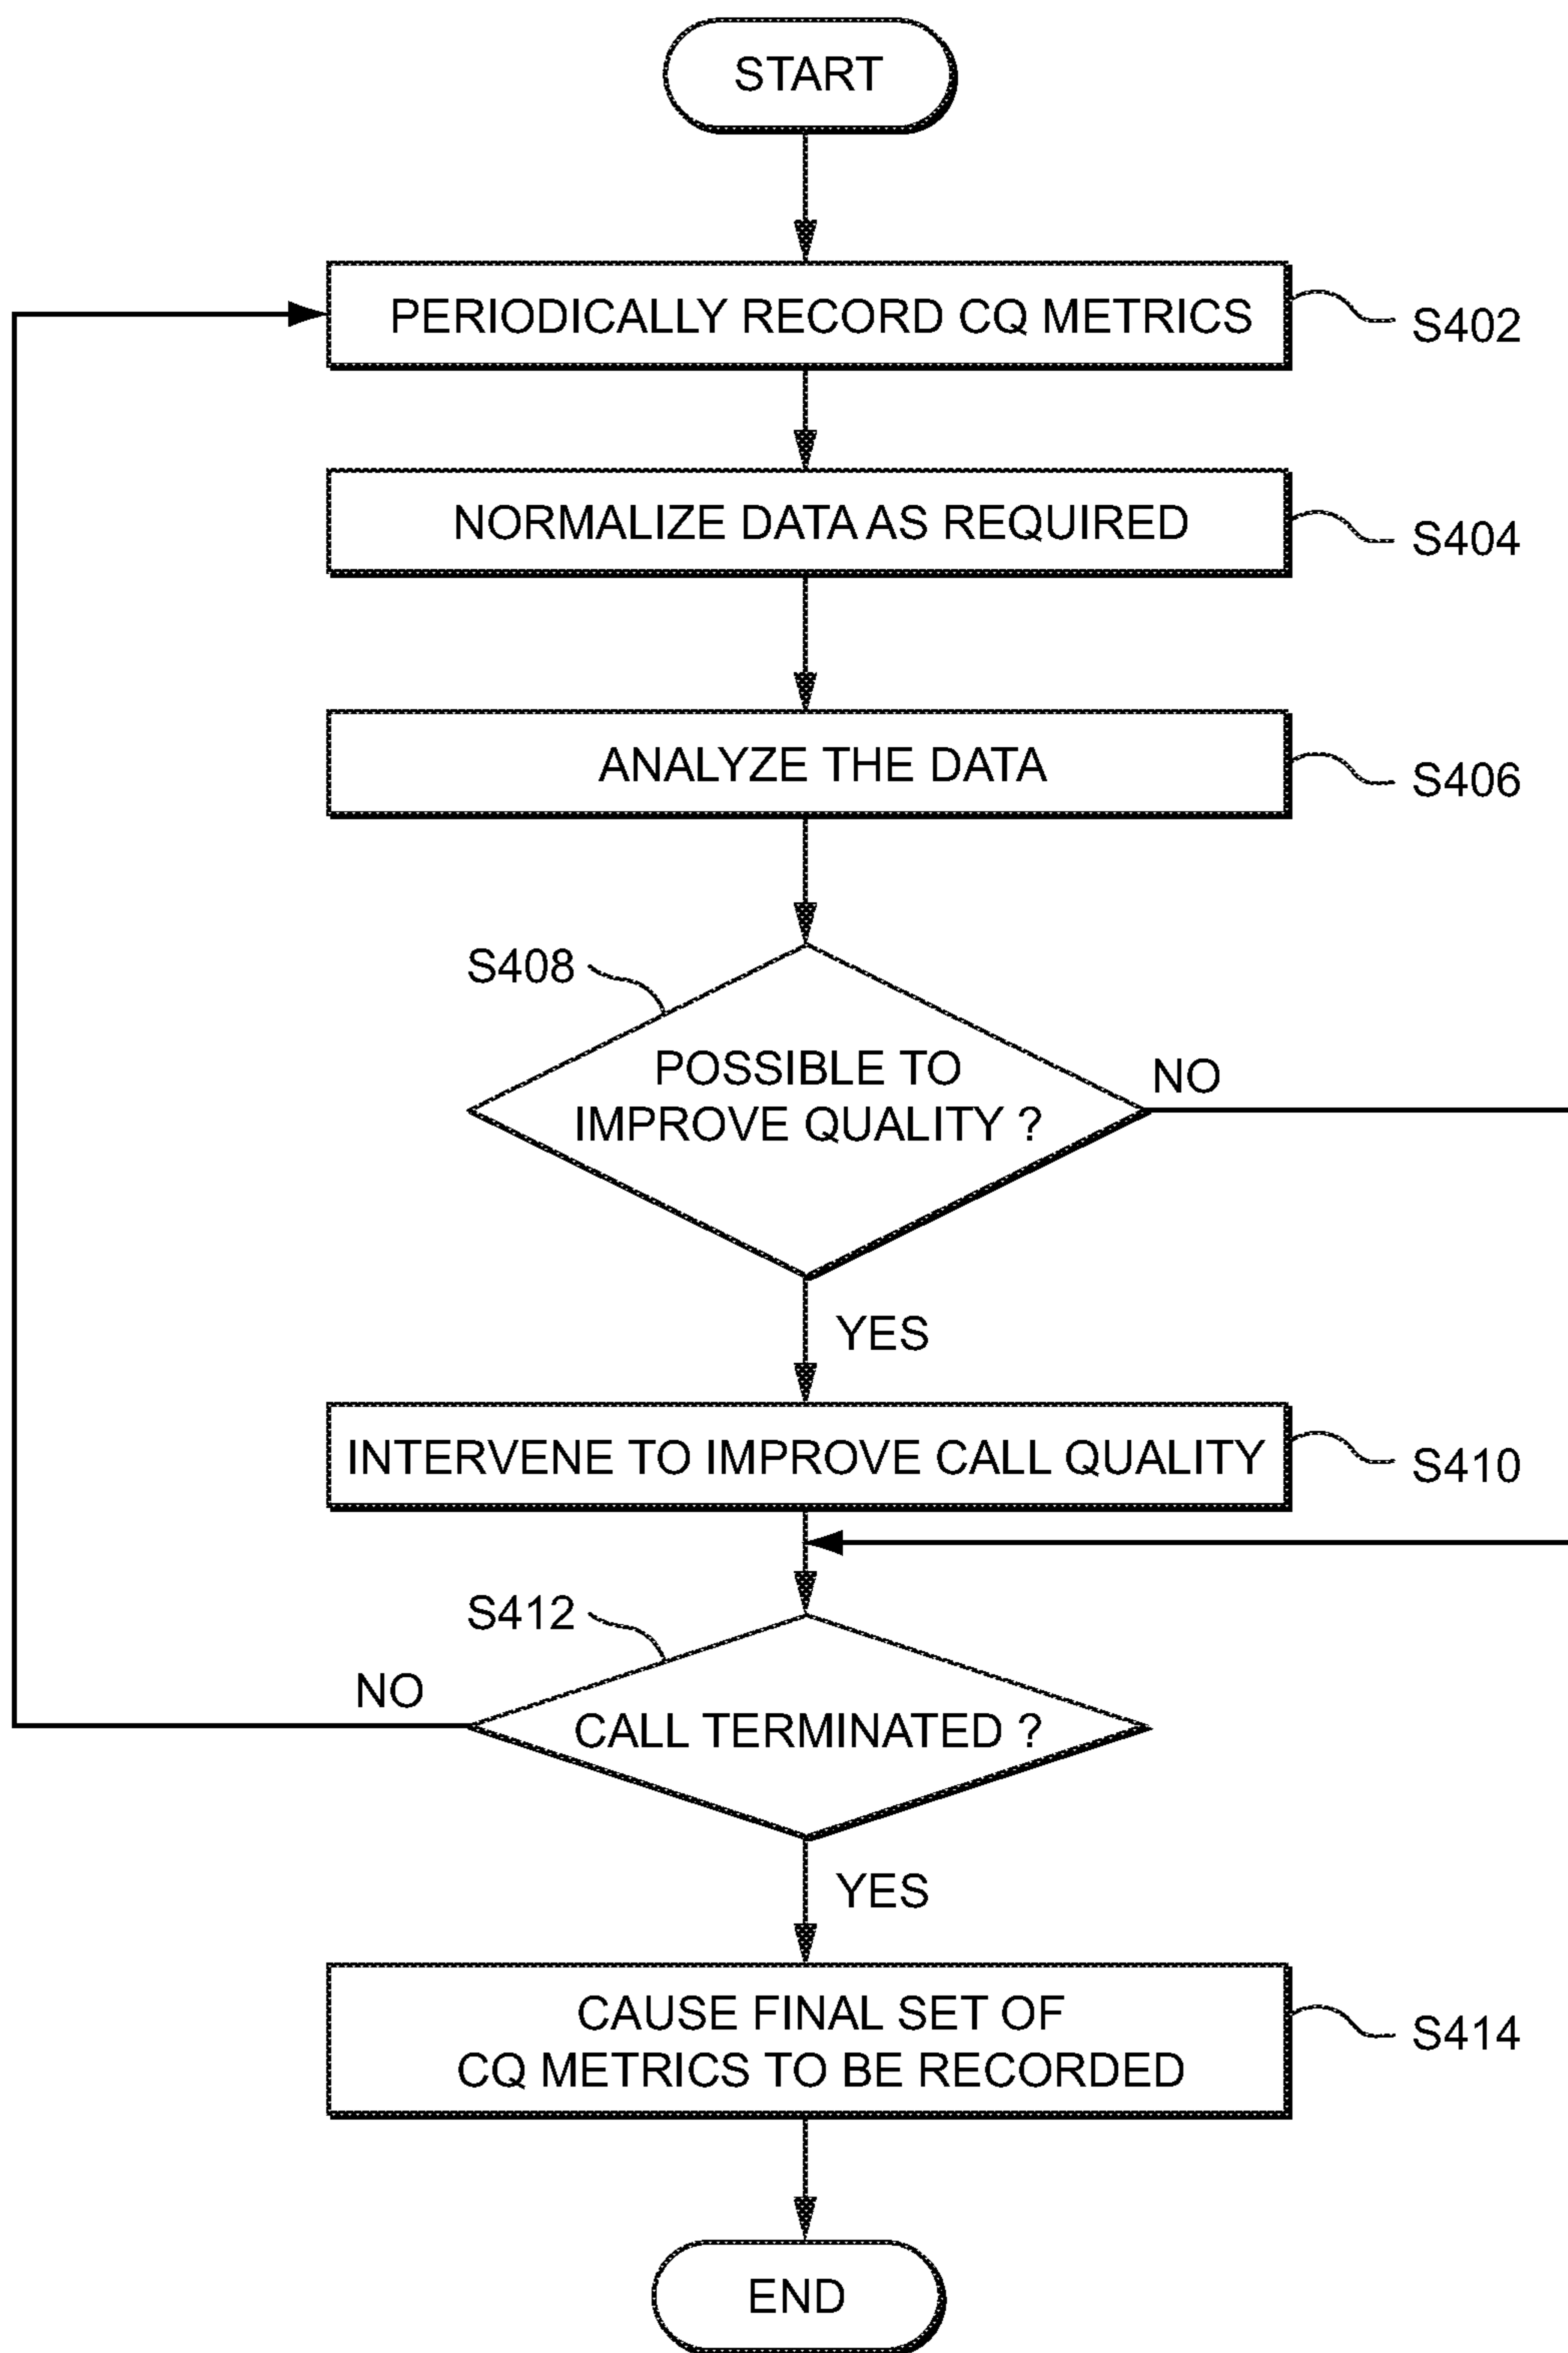 START
PERIODICALLY RECORD CQ METRICS
S402
NORMALIZE DATA AS REQUIRED
S404
ANALYZE THE DATA
S406
S408
POSSIBLE TO
IMPROVE QUALITY ?
NO
YES
INTERVENE TO IMPROVE CALL QUALITY
S410
S412
NO
CALL TERMINATED ?
YES
CAUSE FINAL SET OF
CQ METRICS TO BE RECORDED
S414
END